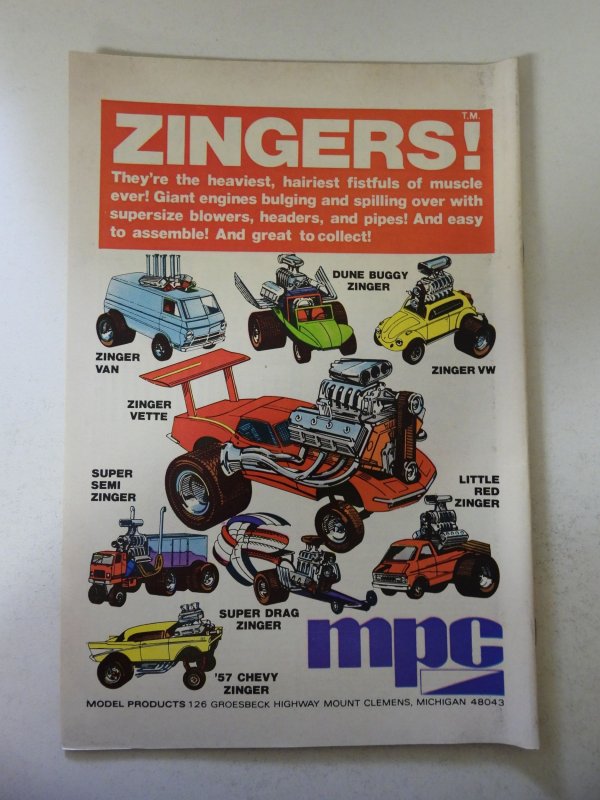 ZINGERS!
T.M.
They're the heaviest, hairiest fistfuls of muscle
ever! Giant engines bulging and spilling over with
supersize blowers, headers, and pipes! And easy
to assemble! And great to collect!
ZINGER
VAN
DUNE BUGGY
ZINGER
ZINGER VW
ZINGER
VETTE
SUPER
SEMI
ZINGER
LITTLE
RED
ZINGER
SUPER DRAG
ZINGER
'57 CHEVY
ZINGER
mpc
MODEL PRODUCTS 126 GROESBECK HIGHWAY MOUNT CLEMENS, MICHIGAN 48043